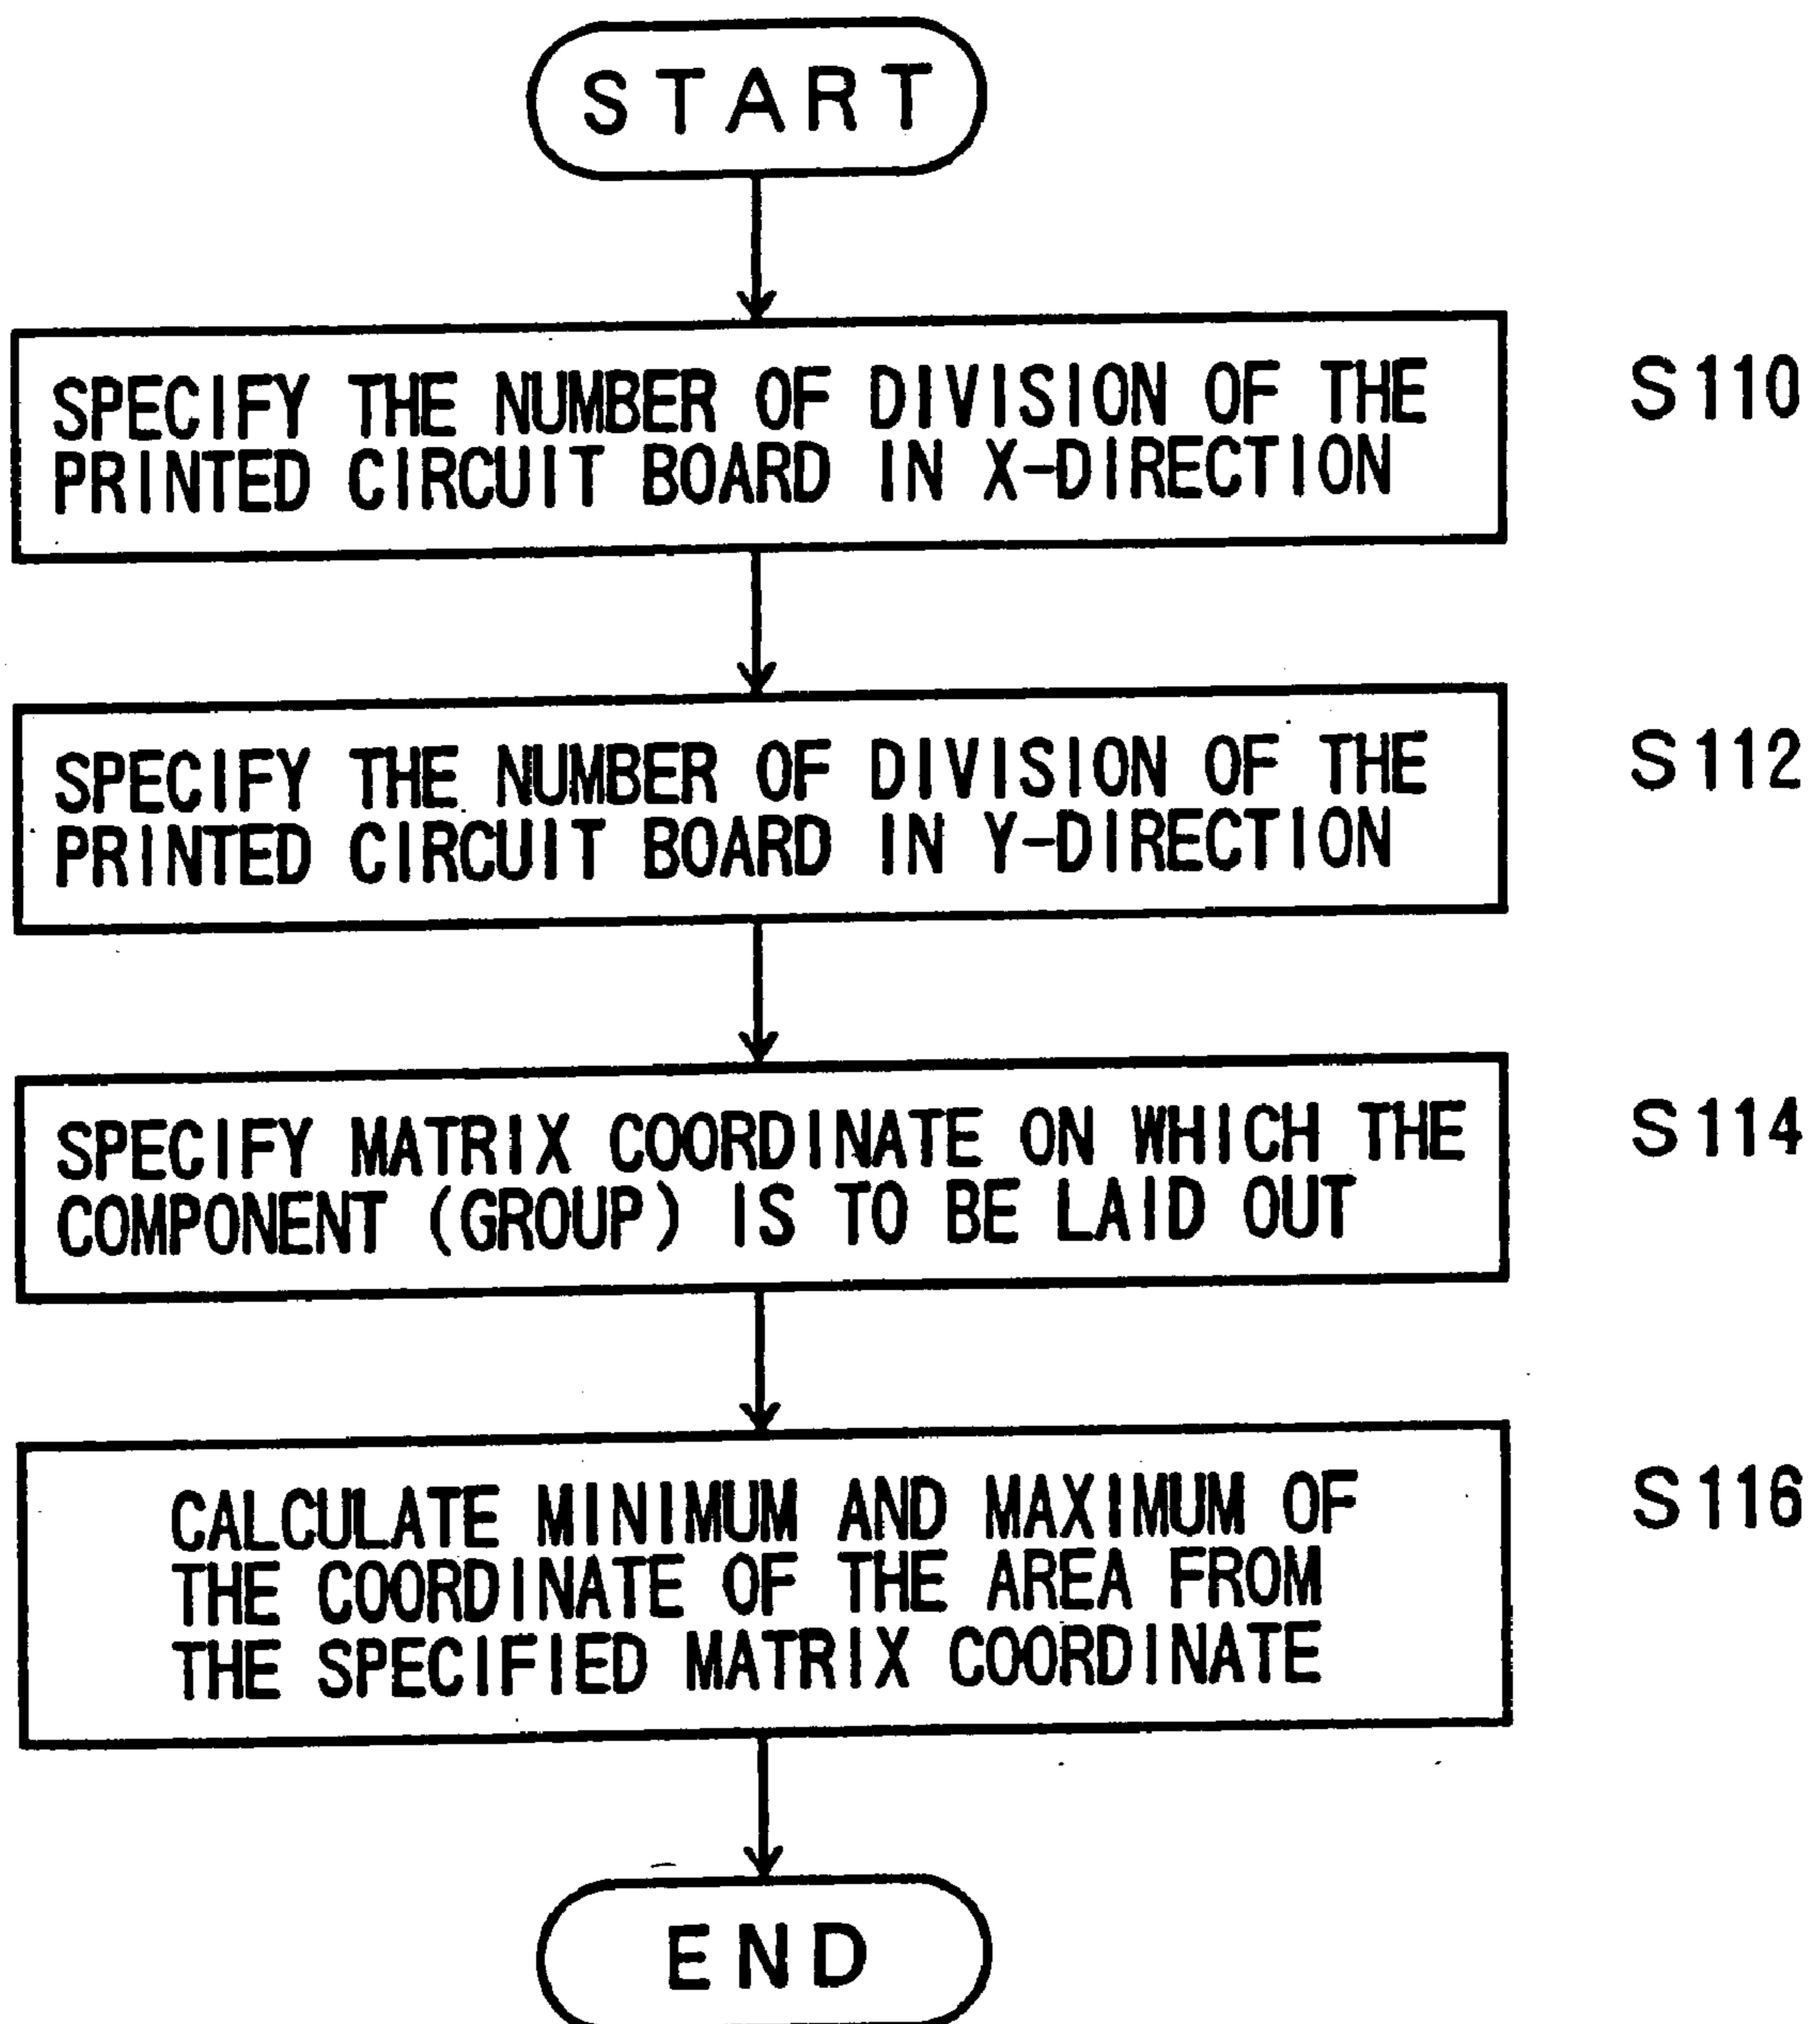 START
SPECIFY THE NUMBER OF DIVISION OF THE
PRINTED CIRCUIT BOARD IN X-DIRECTION
S110
SPECIFY THE NUMBER OF DIVISION OF THE
PRINTED CIRCUIT BOARD IN Y-DIRECTION
S112
SPECIFY MATRIX COORDINATE ON WHICH THE
COMPONENT (GROUP) IS TO BE LAID OUT
S114
CALCULATE MINIMUM AND MAXIMUM OF
THE COORDINATE OF THE AREA FROM
THE SPECIFIED MATRIX COORDINATE
S116
END